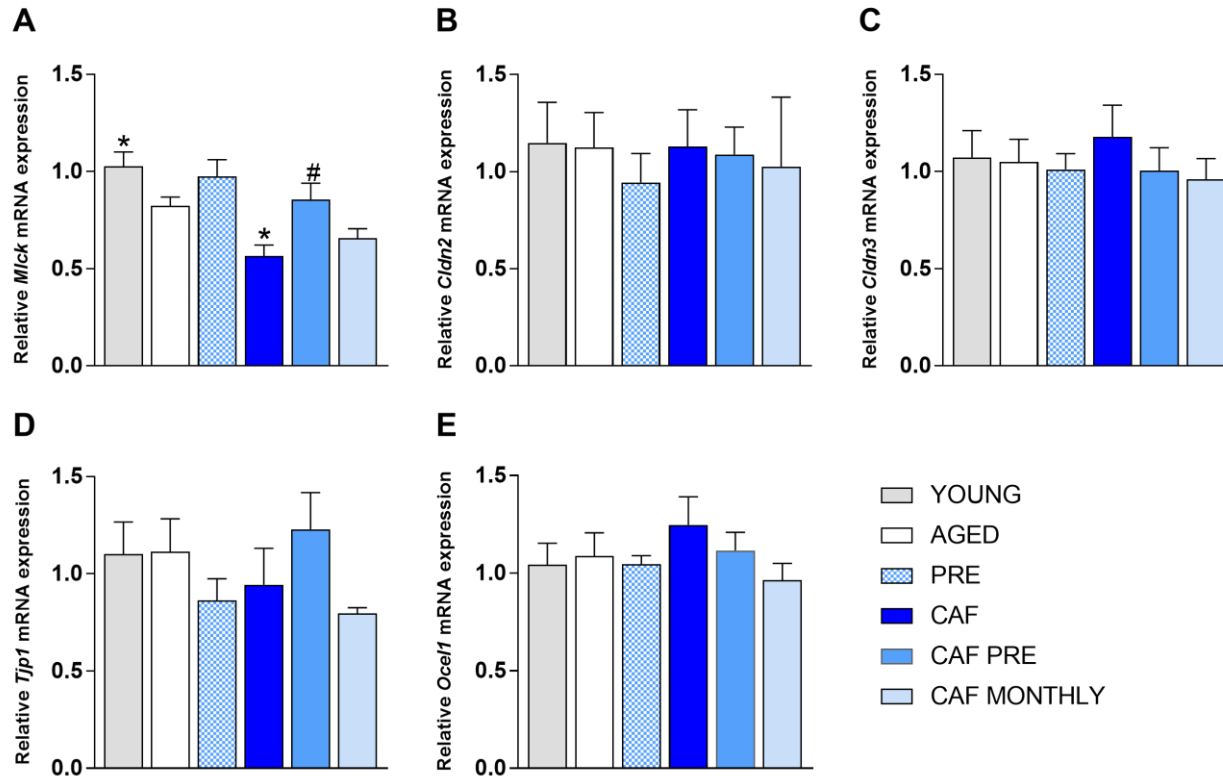 A
Relative Mlck mRNA expression
1.5
1.0
0.5
0.0
*
*
#
B
Relative Cldn2 mRNA expression
1.5
1.0
0.5
0.0
C
Relative Cldn3 mRNA expression
1.5
1.0
0.5
0.0
D
Relative Tjp1 mRNA expression
1.5
1.0
0.5
0.0
E
Relative Ocel1 mRNA expression
1.5
1.0
0.5
0.0
YOUNG
AGED
PRE
CAF
CAF PRE
CAF MONTHLY